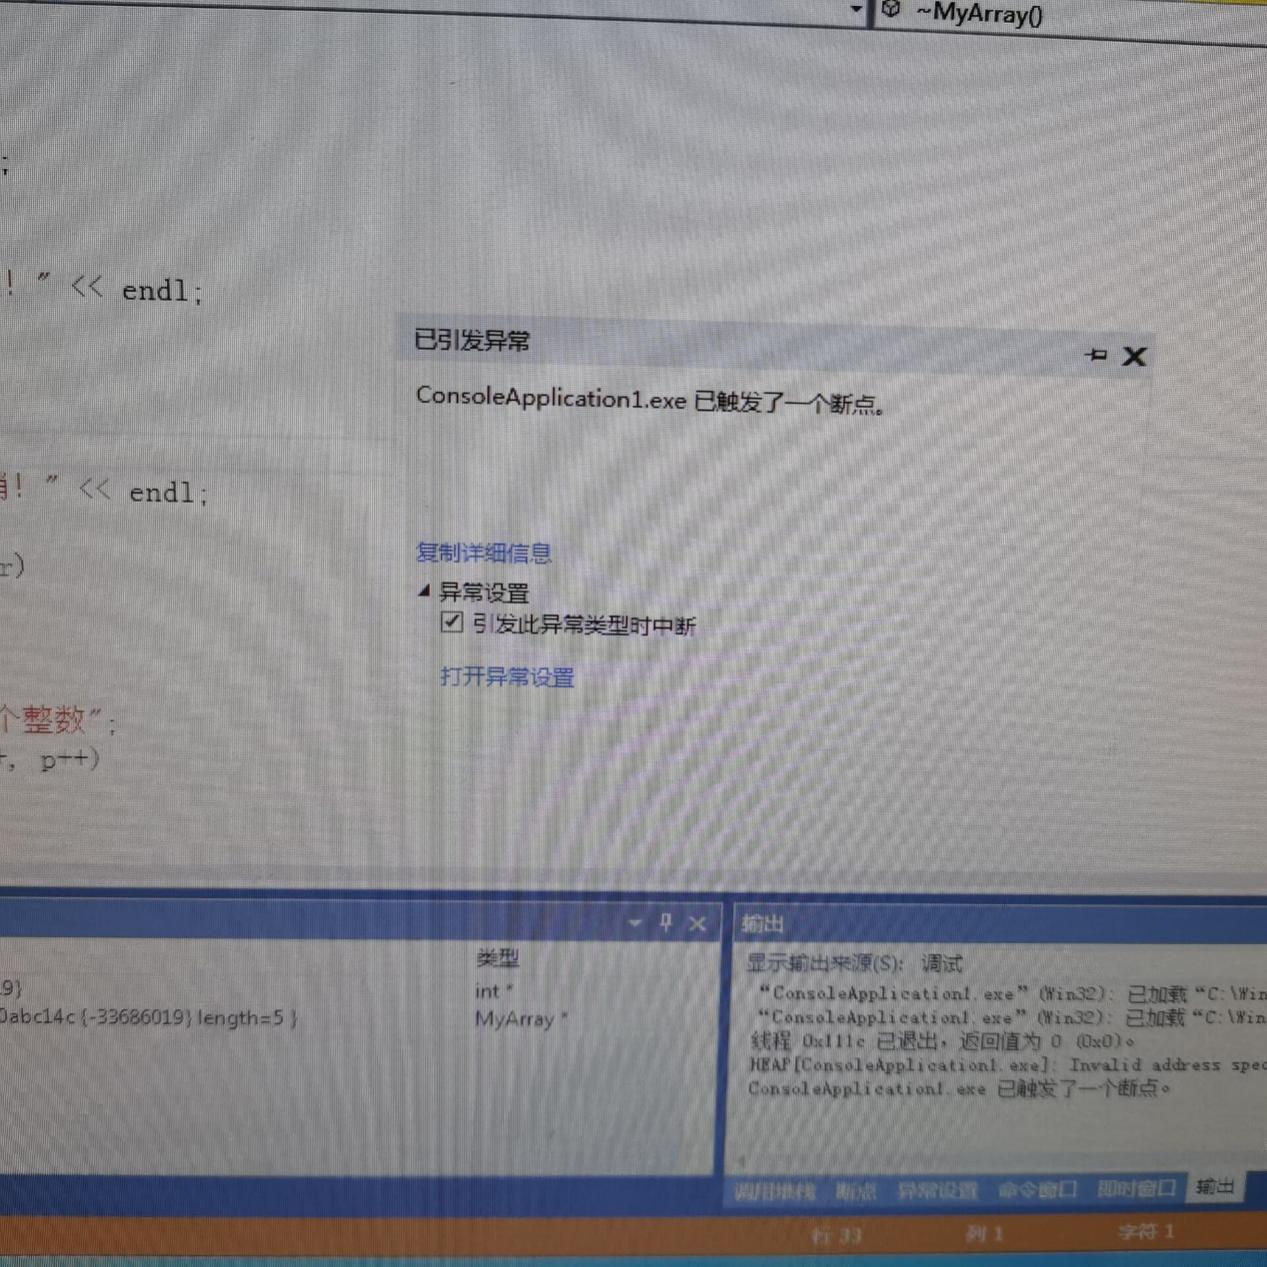 ~MyArray()
;
! ” << endl;
已引发异常
ConsoleApplication1.exe 已触发了一个断点。
! ” << endl;
复制详细信息
r)
异常设置
引发此异常类型时中断
打开异常设置
个整数”;
, p++)
输出
类型
显示输出来源(S): 调试
9}
int *
“ConsoleApplication1.exe”(Win32): 已加载“C:\Win
0abc14c {-33686019} length=5 }
MyArray *
“ConsoleApplication1.exe”(Win32): 已加载“C:\Win
线程 0x111c 已退出，返回值为 0 (0x0)。
HEAP[ConsoleApplication1.exe]: Invalid address spec
ConsoleApplication1.exe 已触发了一个断点。
调用堆栈 断点 异常设置 命令窗口 即时窗口 输出
行 33 列 1 字符 1